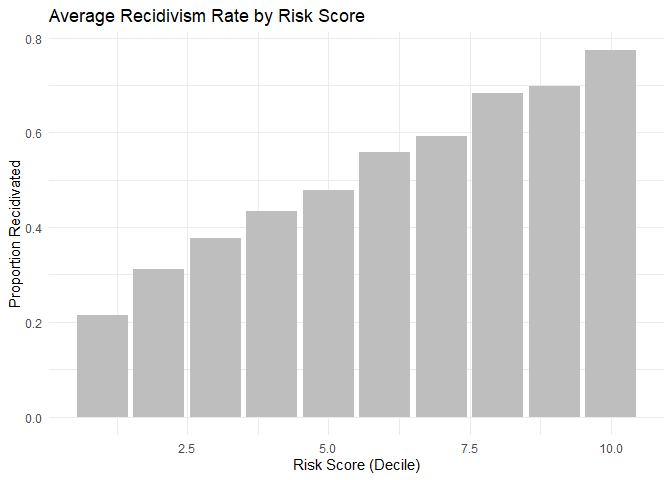 Average Recidivism Rate by Risk Score
0.8
0.6
0.4
0.2
0.0
Proportion Recidivated
2.5 5.0 7.5 10.0
Risk Score (Decile)